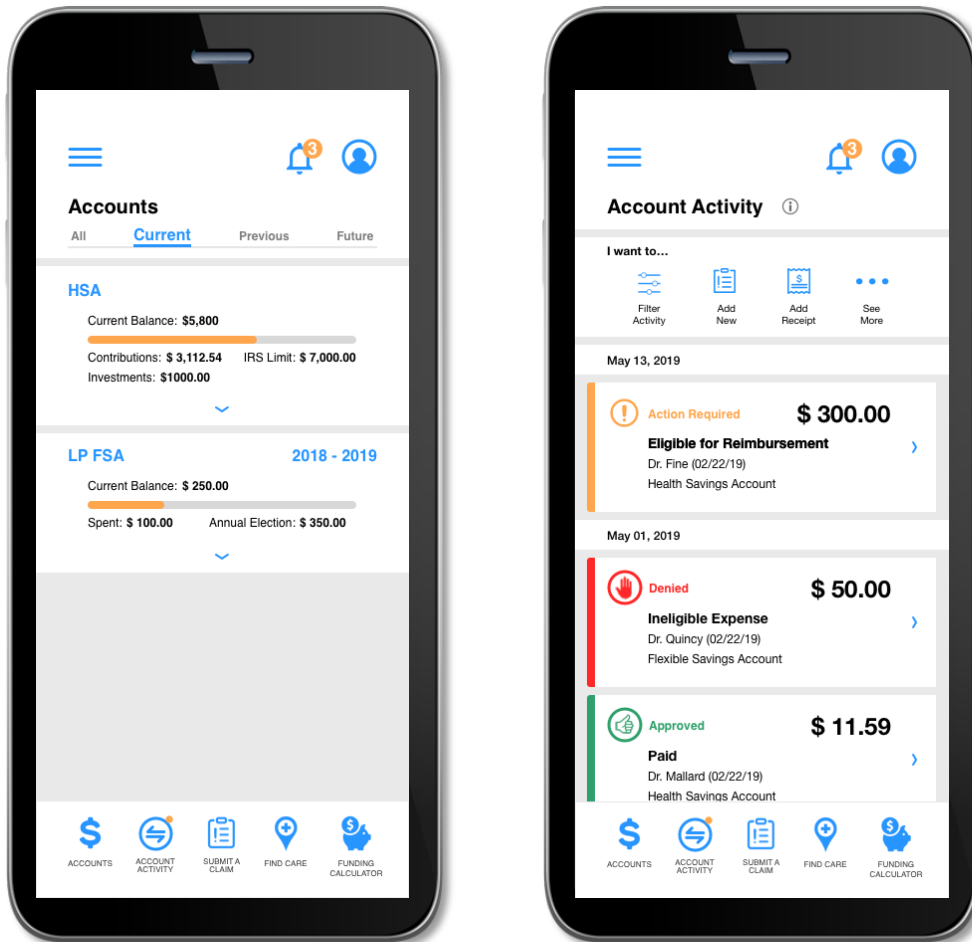 3
Accounts
All Current Previous Future
HSA
Current Balance: $5,800
Contributions: $ 3,112.54 IRS Limit: $ 7,000.00
Investments: $1000.00
LP FSA 2018 - 2019
Current Balance: $ 250.00
Spent: $ 100.00 Annual Election: $ 350.00
$
$
ACCOUNTS
ACCOUNT
ACTIVITY
SUBMIT A
CLAIM
FIND CARE
FUNDING
CALCULATOR
3
Account Activity i
I want to...
Filter
Activity
Add
New
$
Add
Receipt
See
More
May 13, 2019
! Action Required $ 300.00
Eligible for Reimbursement
Dr. Fine (02/22/19)
Health Savings Account
May 01, 2019
Denied $ 50.00
Ineligible Expense
Dr. Quincy (02/22/19)
Flexible Savings Account
Approved $ 11.59
Paid
Dr. Mallard (02/22/19)
Health Savings Account
$
$
ACCOUNTS
ACCOUNT
ACTIVITY
SUBMIT A
CLAIM
FIND CARE
FUNDING
CALCULATOR